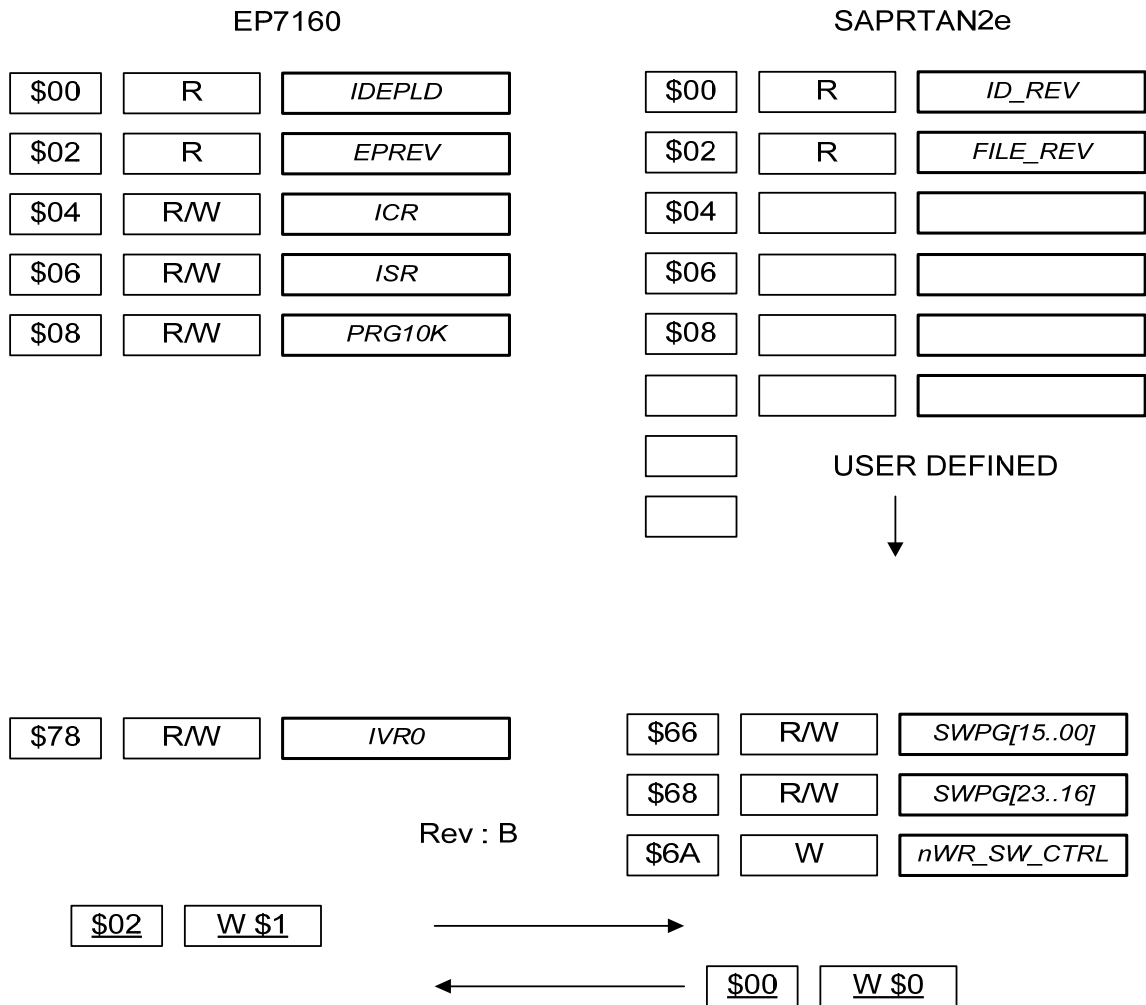 EP7160
SAPRTAN2e
$00 R IDEPLD
$00 R ID_REV
$02 R EPREV
$02 R FILE_REV
$04 R/W ICR
$04
$06 R/W ISR
$06
$08 R/W PRG10K
$08
USER DEFINED
$78 R/W IVR0
$66 R/W SWPG[15..00]
$68 R/W SWPG[23..16]
Rev : B
$6A W nWR_SW_CTRL
$02 W $1
$00 W $0